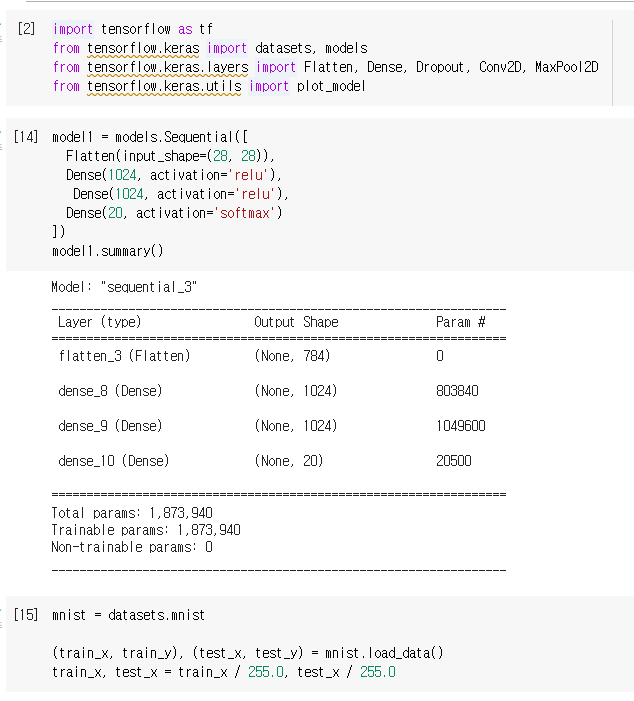 [2] import tensorflow as tf
from tensorflow.keras import datasets, models
from tensorflow.keras.layers import Flatten, Dense, Dropout, Conv2D, MaxPool2D
from tensorflow.keras.utils import plot_model
[14] model1 = models.Sequential([
Flatten(input_shape=(28, 28)),
Dense(1024, activation='relu'),
Dense(1024, activation='relu'),
Dense(20, activation='softmax')
])
model1.summary()
Model: "sequential_3"
_________________________________________________________________
Layer (type) Output Shape Param #
=================================================================
flatten_3 (Flatten) (None, 784) 0
dense_8 (Dense) (None, 1024) 803840
dense_9 (Dense) (None, 1024) 1049600
dense_10 (Dense) (None, 20) 20500
=================================================================
Total params: 1,873,940
Trainable params: 1,873,940
Non-trainable params: 0
_________________________________________________________________
[15] mnist = datasets.mnist
(train_x, train_y), (test_x, test_y) = mnist.load_data()
train_x, test_x = train_x / 255.0, test_x / 255.0